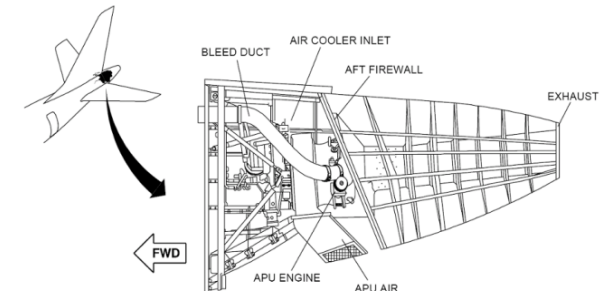 AIR COOLER INLET
BLEED DUCT
AFT FIREWALL
EXHAUST
FWD
APU ENGINE
APU AIR